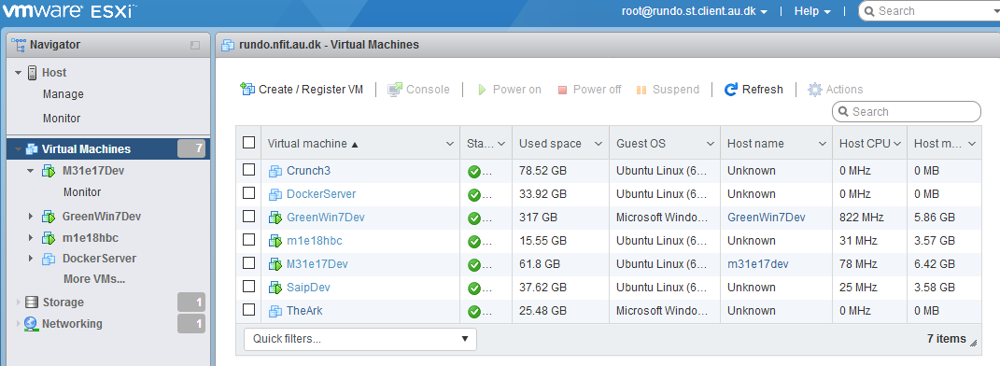 vmware ESXi™
root@rundo.st.client.au.dk | Help | Search
Navigator
Host
Manage
Monitor
Virtual Machines 7
M31e17Dev
Monitor
GreenWin7Dev
m1e18hbc
DockerServer
More VMs...
Storage 1
Networking 1
rundo.nfit.au.dk - Virtual Machines
Create / Register VM | Console | Power on Power off Suspend | Refresh | Actions
Search
Virtual machine Sta... Used space Guest OS Host name Host CPU Host m...
Crunch3 ... 78.52 GB Ubuntu Linux (6... Unknown 0 MHz 0 MB
DockerServer ... 33.92 GB Ubuntu Linux (6... Unknown 0 MHz 0 MB
GreenWin7Dev ... 317 GB Microsoft Windo... GreenWin7Dev 822 MHz 5.86 GB
m1e18hbc ... 15.55 GB Ubuntu Linux (6... Unknown 31 MHz 3.57 GB
M31e17Dev ... 61.8 GB Ubuntu Linux (6... m31e17dev 78 MHz 6.42 GB
SaipDev ... 37.62 GB Ubuntu Linux (6... Unknown 25 MHz 3.58 GB
TheArk ... 25.48 GB Microsoft Windo... Unknown 0 MHz 0 MB
Quick filters...
7 items